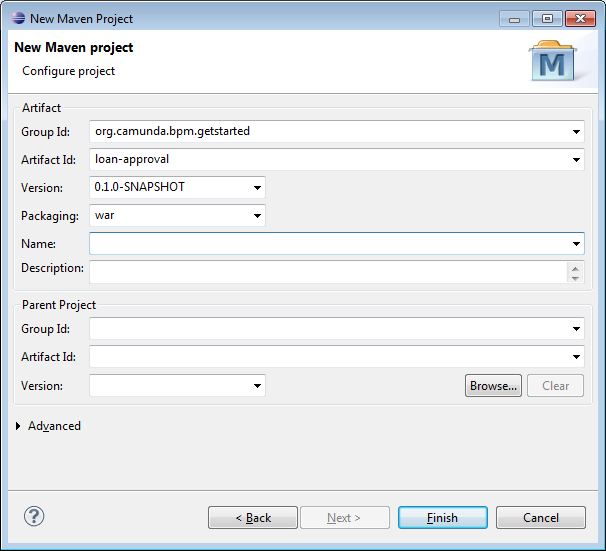 New Maven Project
New Maven project
Configure project
M
Artifact
Group Id: org.camunda.bpm.getstarted
Artifact Id: loan-approval
Version: 0.1.0-SNAPSHOT
Packaging: war
Name:
Description:
Parent Project
Group Id:
Artifact Id:
Version: Browse... Clear
Advanced
? < Back Next > Finish Cancel